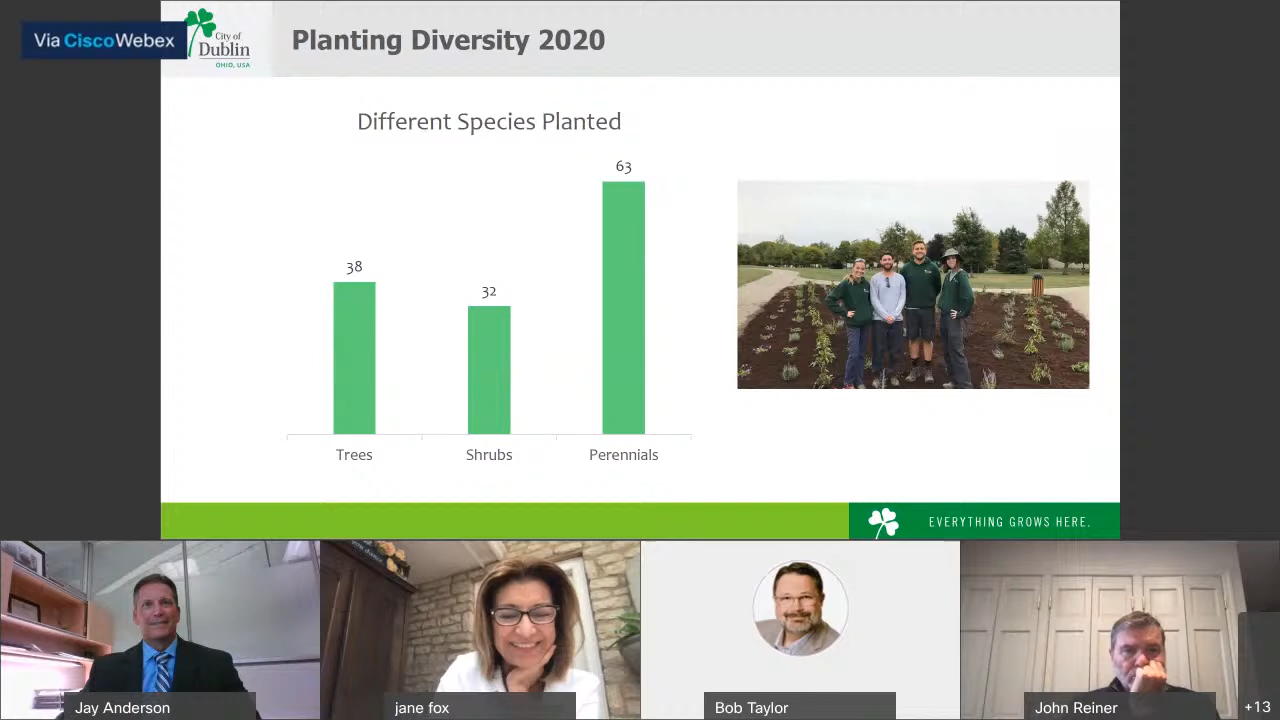 Via CiscoWebex
City of
Dublin
OHIO, USA
Planting Diversity 2020
Different Species Planted
63
38
32
Trees
Shrubs
Perennials
EVERYTHING GROWS HERE.
Jay Anderson
jane fox
Bob Taylor
John Reiner
+13